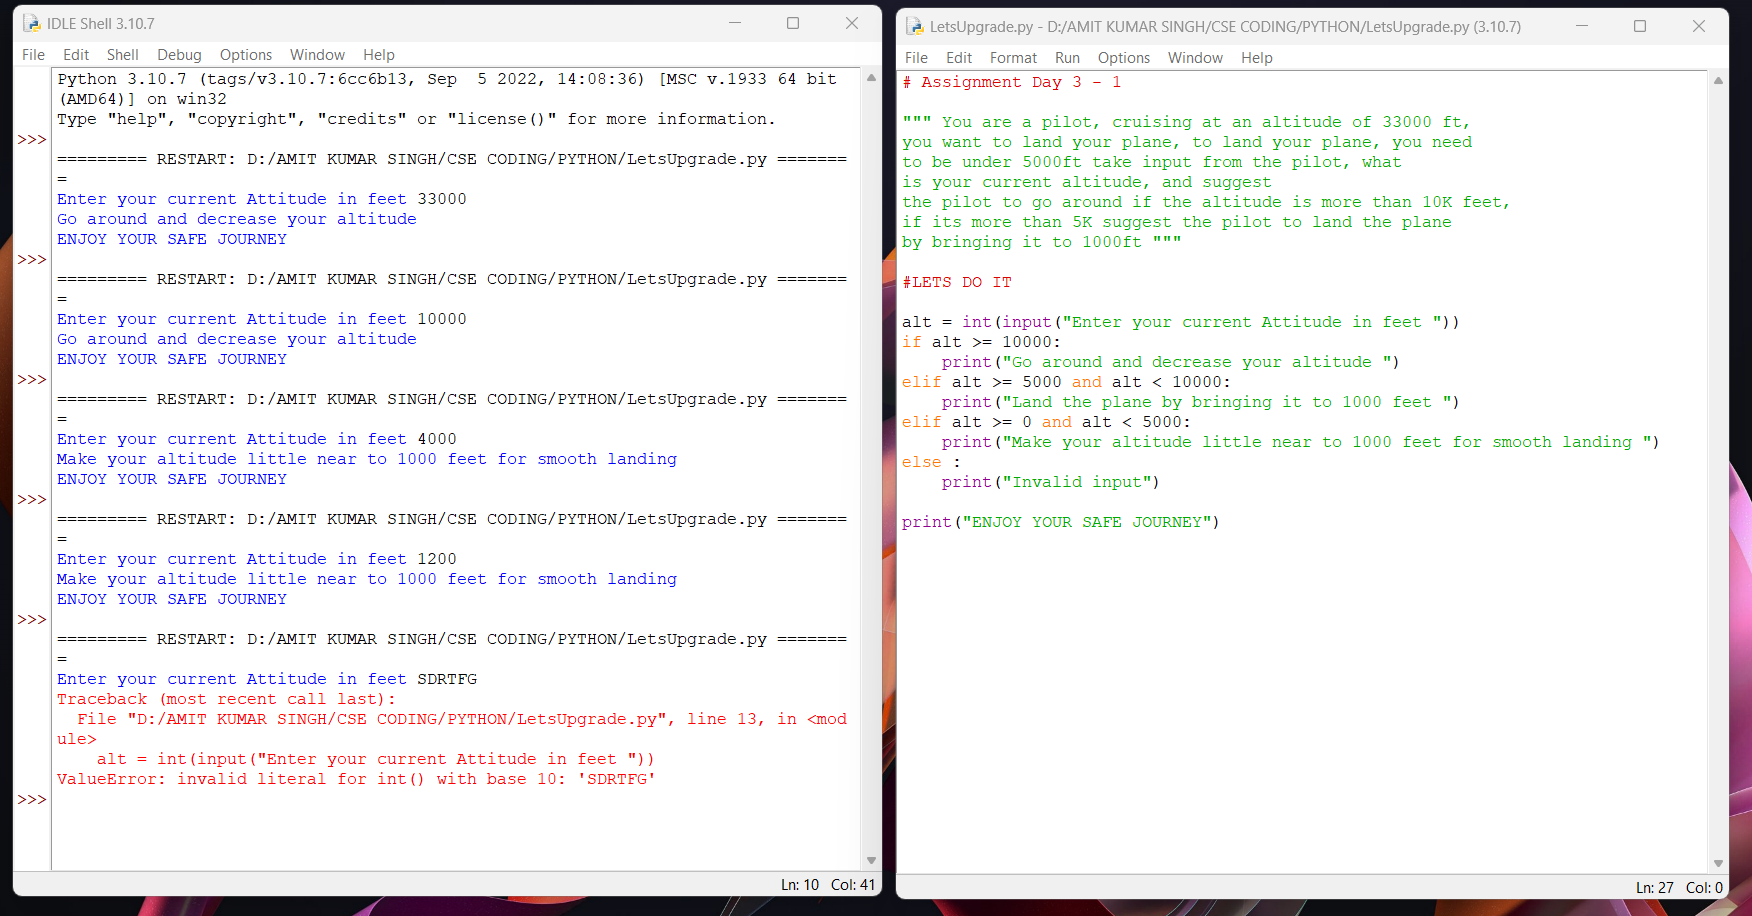 IDLE Shell 3.10.7
File Edit Shell Debug Options Window Help
Python 3.10.7 (tags/v3.10.7:6cc6b13, Sep  5 2022, 14:08:36) [MSC v.1933 64 bit
(AMD64)] on win32
Type "help", "copyright", "credits" or "license()" for more information.
>>>
========= RESTART: D:/AMIT KUMAR SINGH/CSE CODING/PYTHON/LetsUpgrade.py =======
=
Enter your current Attitude in feet 33000
Go around and decrease your altitude
ENJOY YOUR SAFE JOURNEY
>>>
========= RESTART: D:/AMIT KUMAR SINGH/CSE CODING/PYTHON/LetsUpgrade.py =======
=
Enter your current Attitude in feet 10000
Go around and decrease your altitude
ENJOY YOUR SAFE JOURNEY
>>>
========= RESTART: D:/AMIT KUMAR SINGH/CSE CODING/PYTHON/LetsUpgrade.py =======
=
Enter your current Attitude in feet 4000
Make your altitude little near to 1000 feet for smooth landing
ENJOY YOUR SAFE JOURNEY
>>>
========= RESTART: D:/AMIT KUMAR SINGH/CSE CODING/PYTHON/LetsUpgrade.py =======
=
Enter your current Attitude in feet 1200
Make your altitude little near to 1000 feet for smooth landing
ENJOY YOUR SAFE JOURNEY
>>>
========= RESTART: D:/AMIT KUMAR SINGH/CSE CODING/PYTHON/LetsUpgrade.py =======
=
Enter your current Attitude in feet SDRTFG
Traceback (most recent call last):
  File "D:/AMIT KUMAR SINGH/CSE CODING/PYTHON/LetsUpgrade.py", line 13, in <mod
ule>
    alt = int(input("Enter your current Attitude in feet "))
ValueError: invalid literal for int() with base 10: 'SDRTFG'
>>>
Ln: 10 Col: 41
LetsUpgrade.py - D:/AMIT KUMAR SINGH/CSE CODING/PYTHON/LetsUpgrade.py (3.10.7)
File Edit Format Run Options Window Help
# Assignment Day 3 - 1
""" You are a pilot, cruising at an altitude of 33000 ft,
you want to land your plane, to land your plane, you need
to be under 5000ft take input from the pilot, what
is your current altitude, and suggest
the pilot to go around if the altitude is more than 10K feet,
if its more than 5K suggest the pilot to land the plane
by bringing it to 1000ft """
#LETS DO IT
alt = int(input("Enter your current Attitude in feet "))
if alt >= 10000:
    print("Go around and decrease your altitude ")
elif alt >= 5000 and alt < 10000:
    print("Land the plane by bringing it to 1000 feet ")
elif alt >= 0 and alt < 5000:
    print("Make your altitude little near to 1000 feet for smooth landing ")
else :
    print("Invalid input")
print("ENJOY YOUR SAFE JOURNEY")
Ln: 27 Col: 0